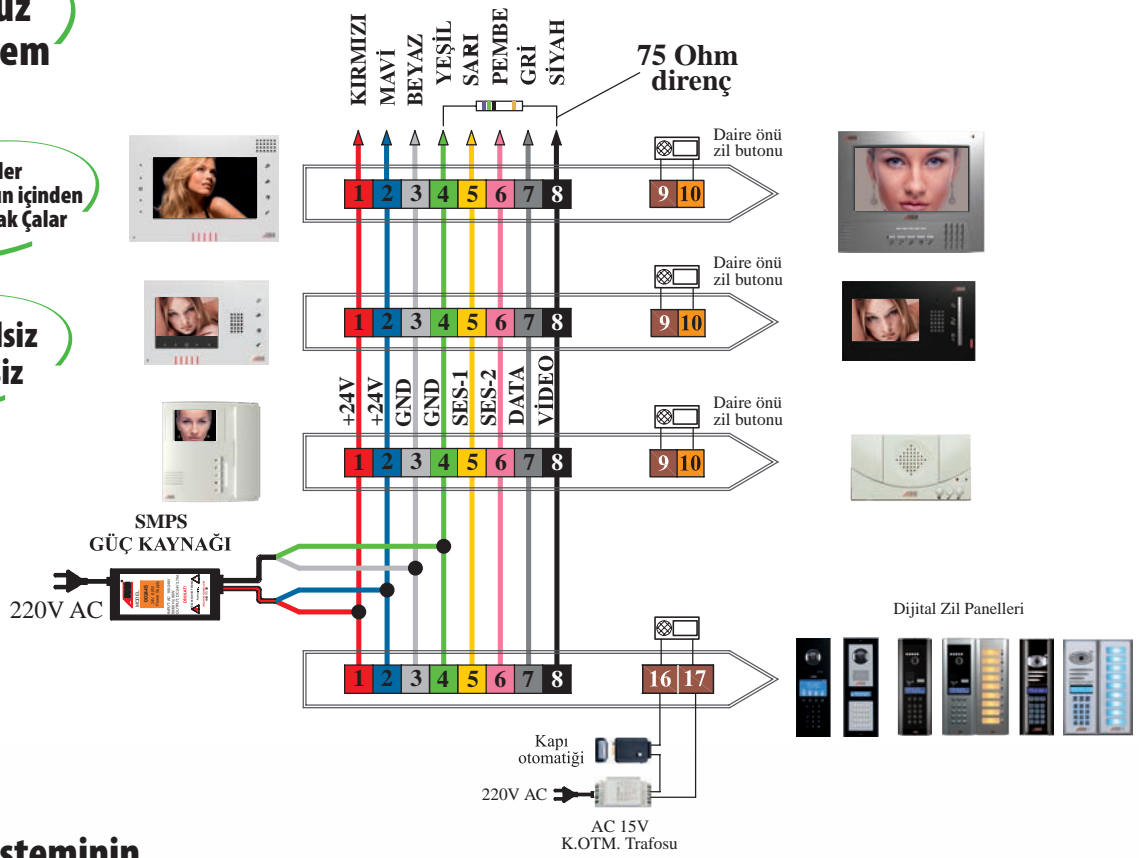 KIRMIZI
MAVİ
BEYAZ
YEŞİL
SARI
PEMBE
GRİ
SİYAH
75 Ohm
direnç
Daire önü
zil butonu
1 2 3 4 5 6 7 8
9 10
Daire önü
zil butonu
1 2 3 4 5 6 7 8
9 10
+24V
+24V
GND
GND
SES-1
SES-2
DATA
VİDEO
Daire önü
zil butonu
1 2 3 4 5 6 7 8
9 10
SMPS
GÜÇ KAYNAĞI
220V AC
Dijital Zil Panelleri
1 2 3 4 5 6 7 8
16 17
Kapı
otomatiği
220V AC
AC 15V
K.OTM. Trafosu
uz
em
ler
n içinden
ak Çalar
lsiz
iz
steminin